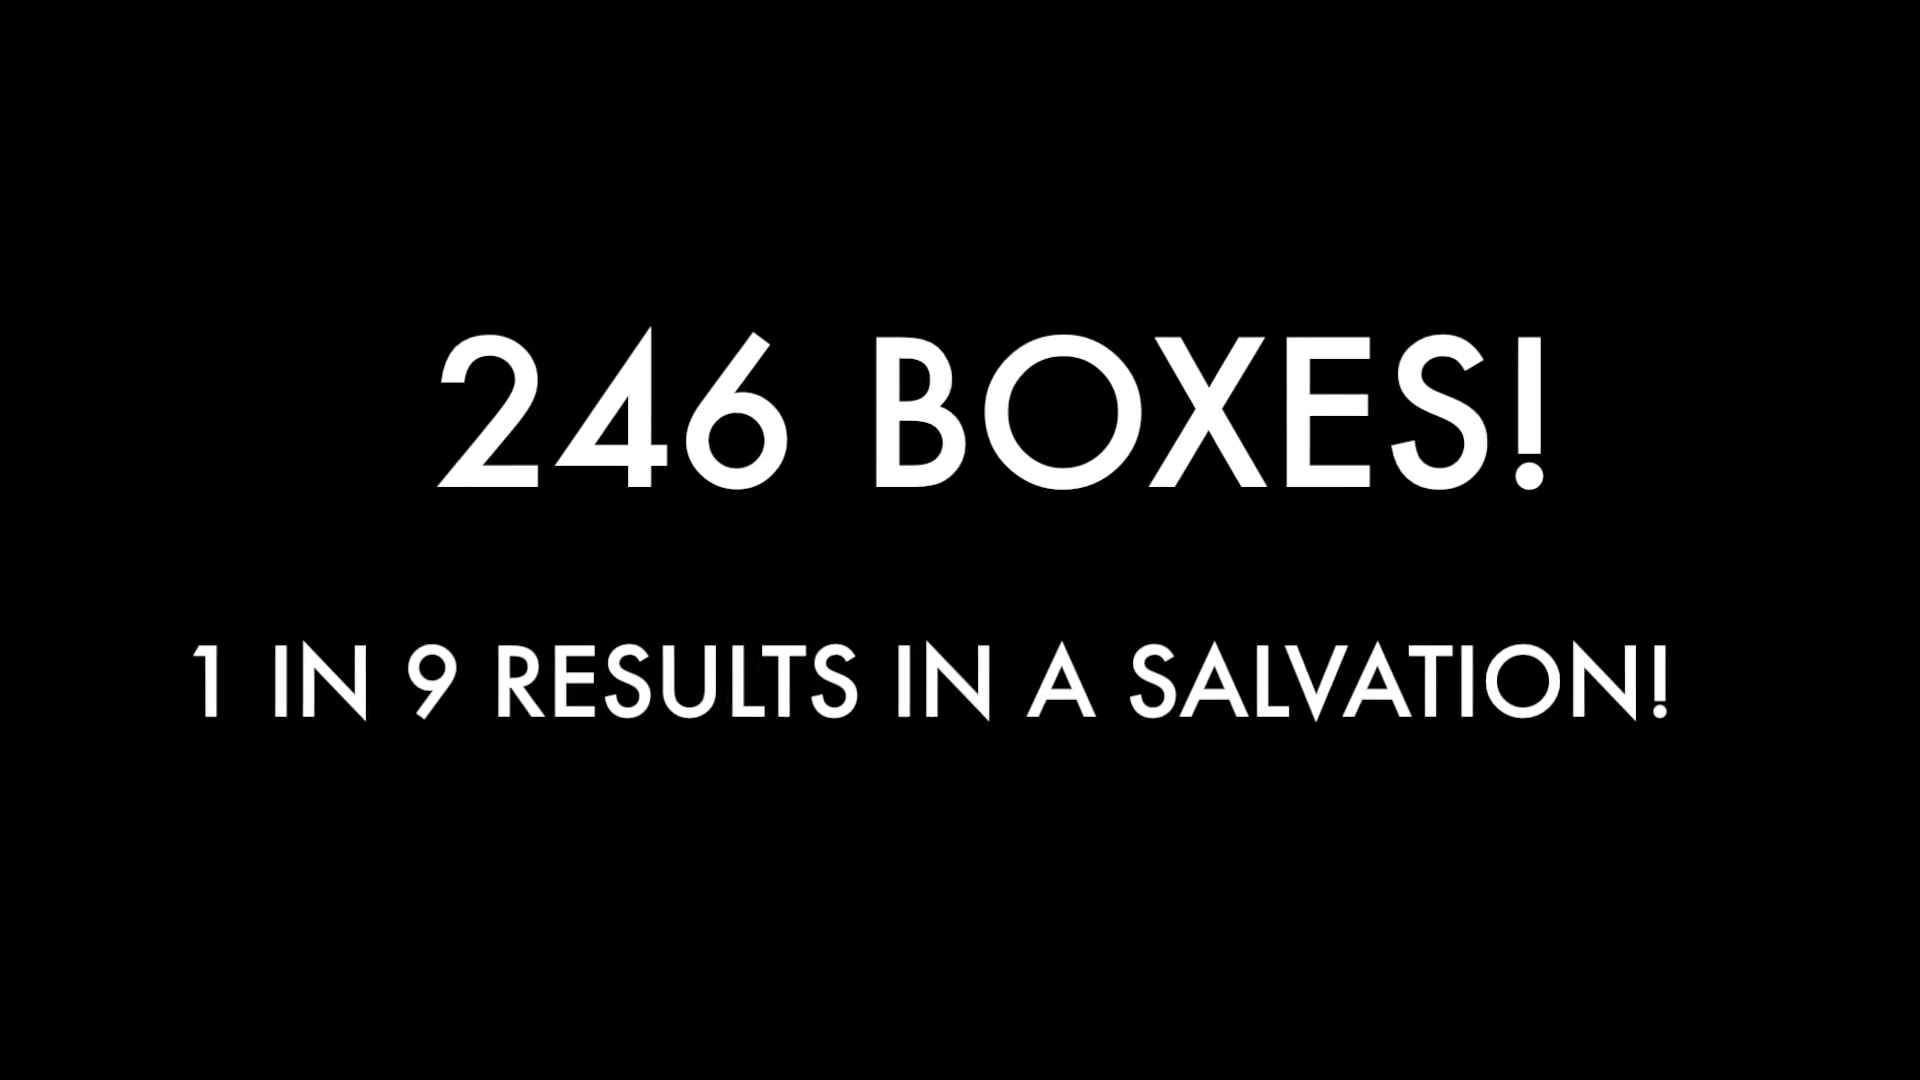 246 BOXES!
1 IN 9 RESULTS IN A SALVATION!